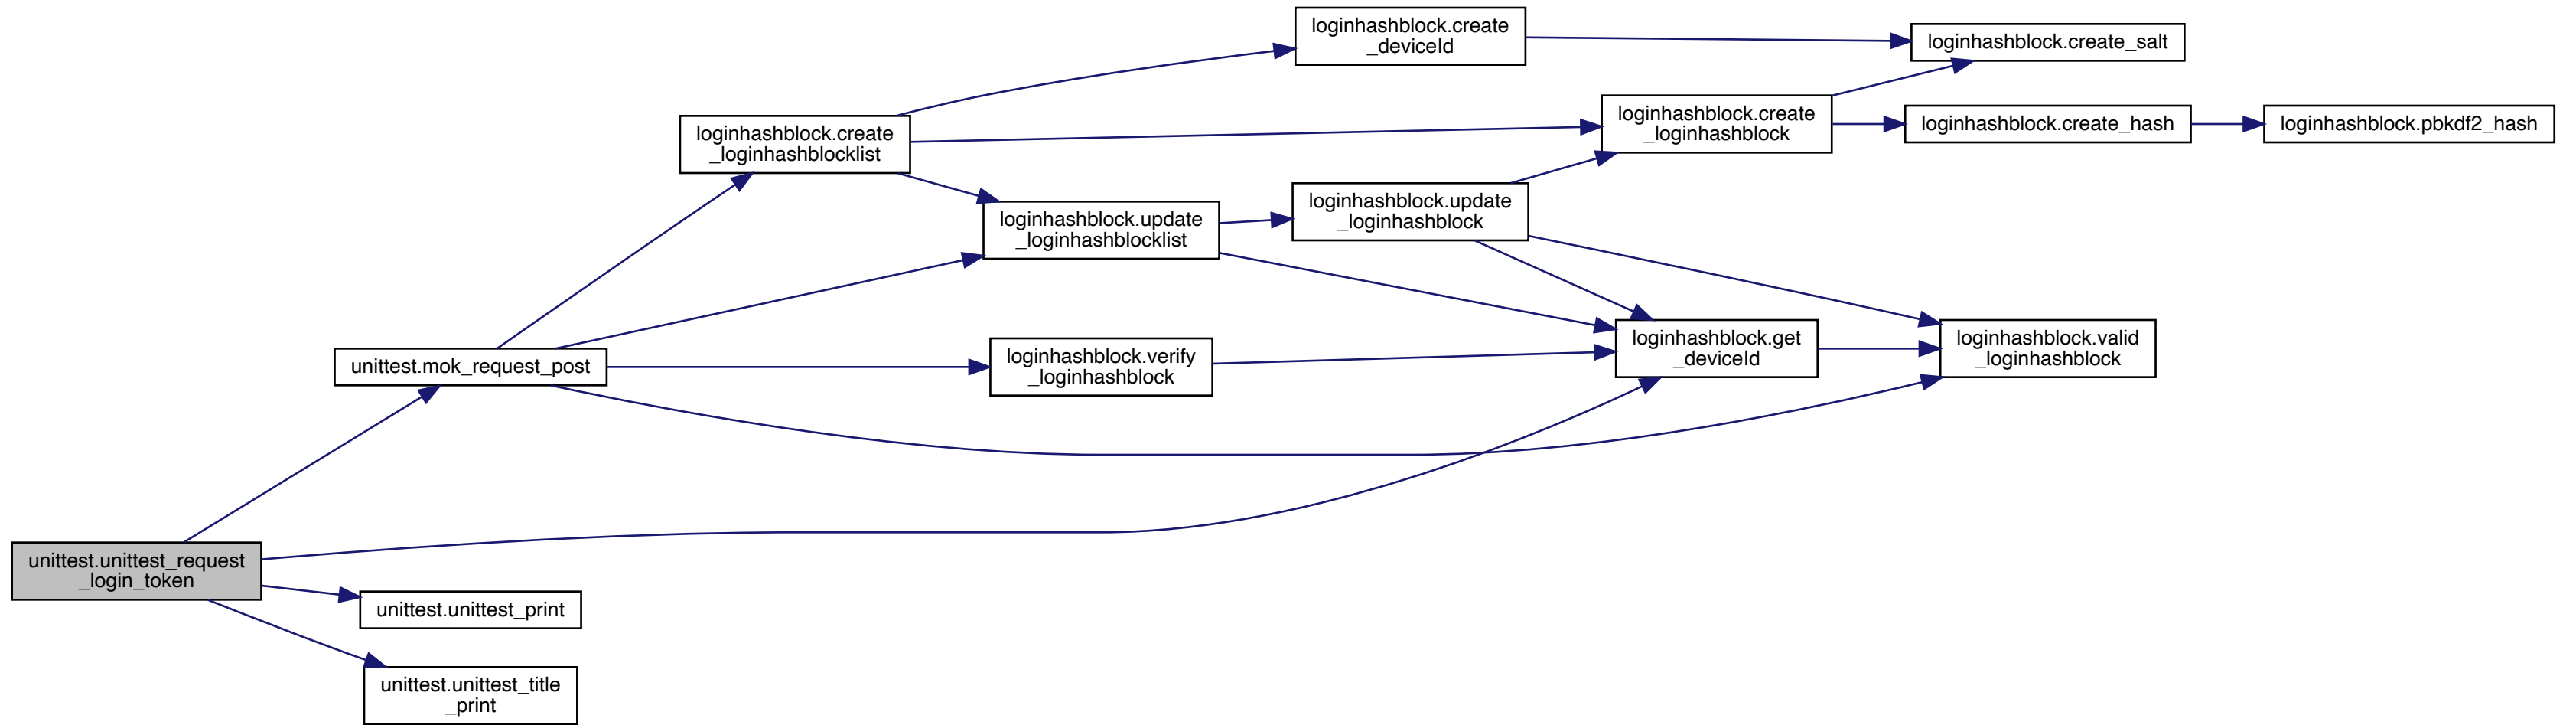 loginhashblock.create
_deviceId
loginhashblock.create_salt
loginhashblock.create
_loginhashblocklist
loginhashblock.create
_loginhashblock
loginhashblock.create_hash
loginhashblock.pbkdf2_hash
loginhashblock.update
_loginhashblocklist
loginhashblock.update
_loginhashblock
unittest.mok_request_post
loginhashblock.verify
_loginhashblock
loginhashblock.get
_deviceId
loginhashblock.valid
_loginhashblock
unittest.unittest_request
_login_token
unittest.unittest_print
unittest.unittest_title
_print